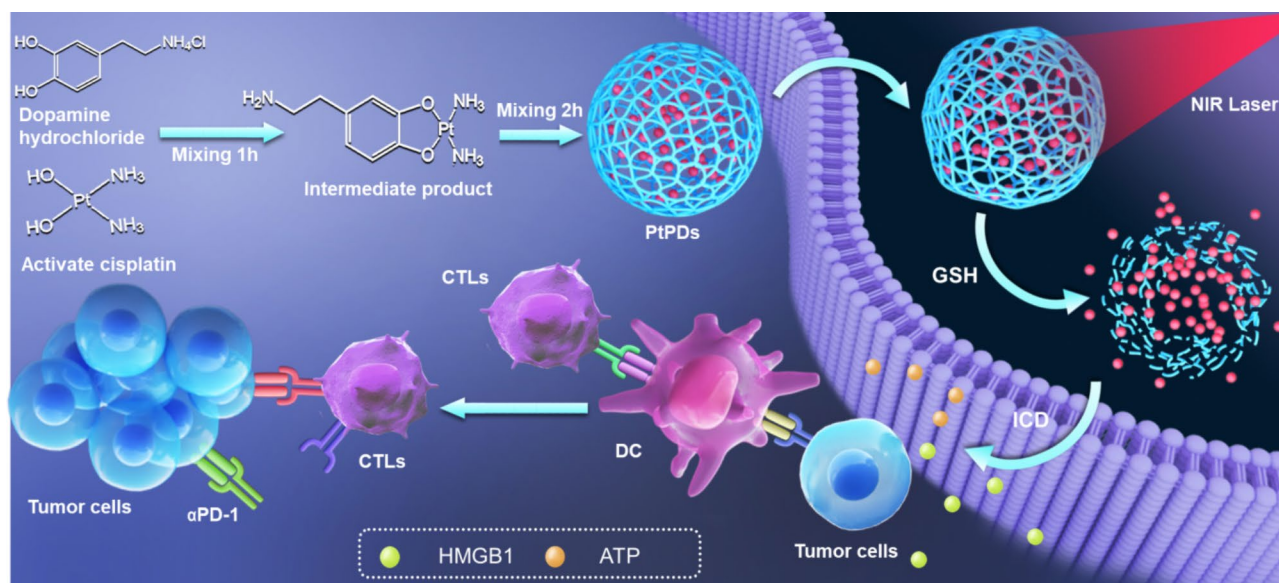 HO
NH₄Cl
HO
Dopamine
hydrochloride
Mixing 1h
HO
NH₃
Pt
HO
NH₃
Activate cisplatin
H₂N
O
NH₃
Pt
O
NH₃
Intermediate product
Mixing 2h
PtPDs
NIR Laser
GSH
ICD
CTLs
DC
Tumor cells
CTLs
αPD-1
Tumor cells
HMGB1
ATP